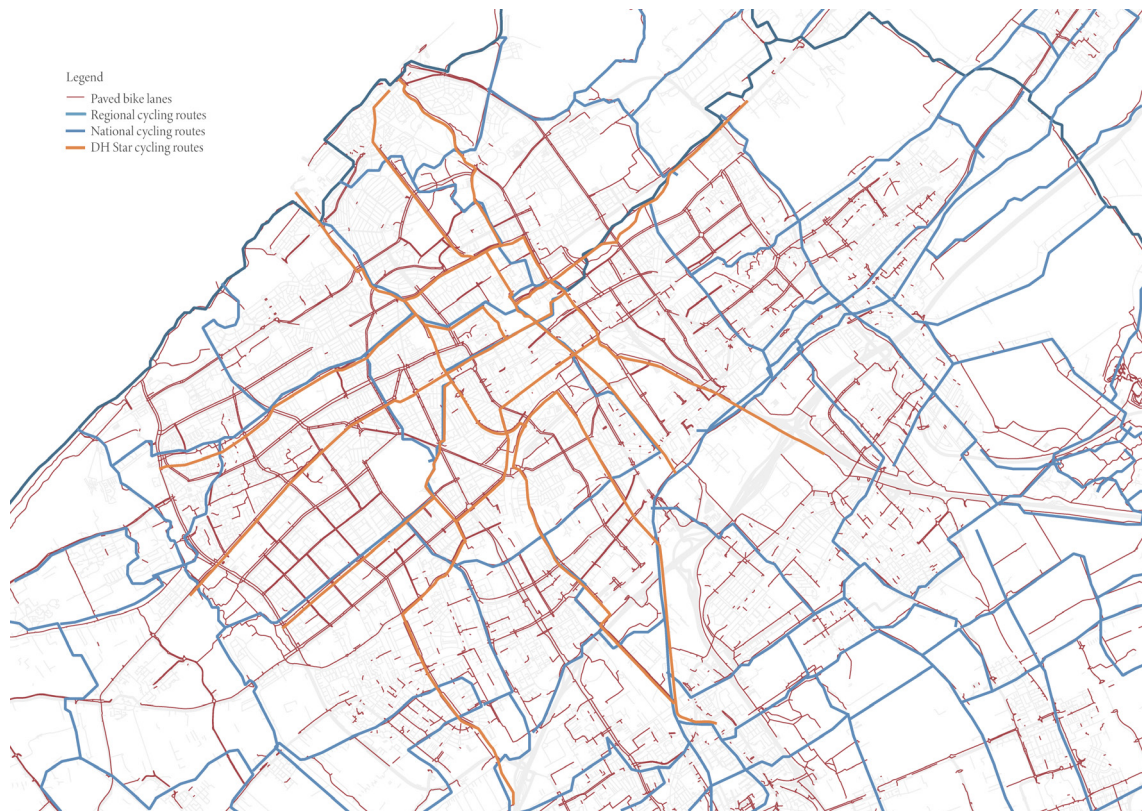 Legend
Paved bike lanes
Regional cycling routes
National cycling routes
DH Star cycling routes